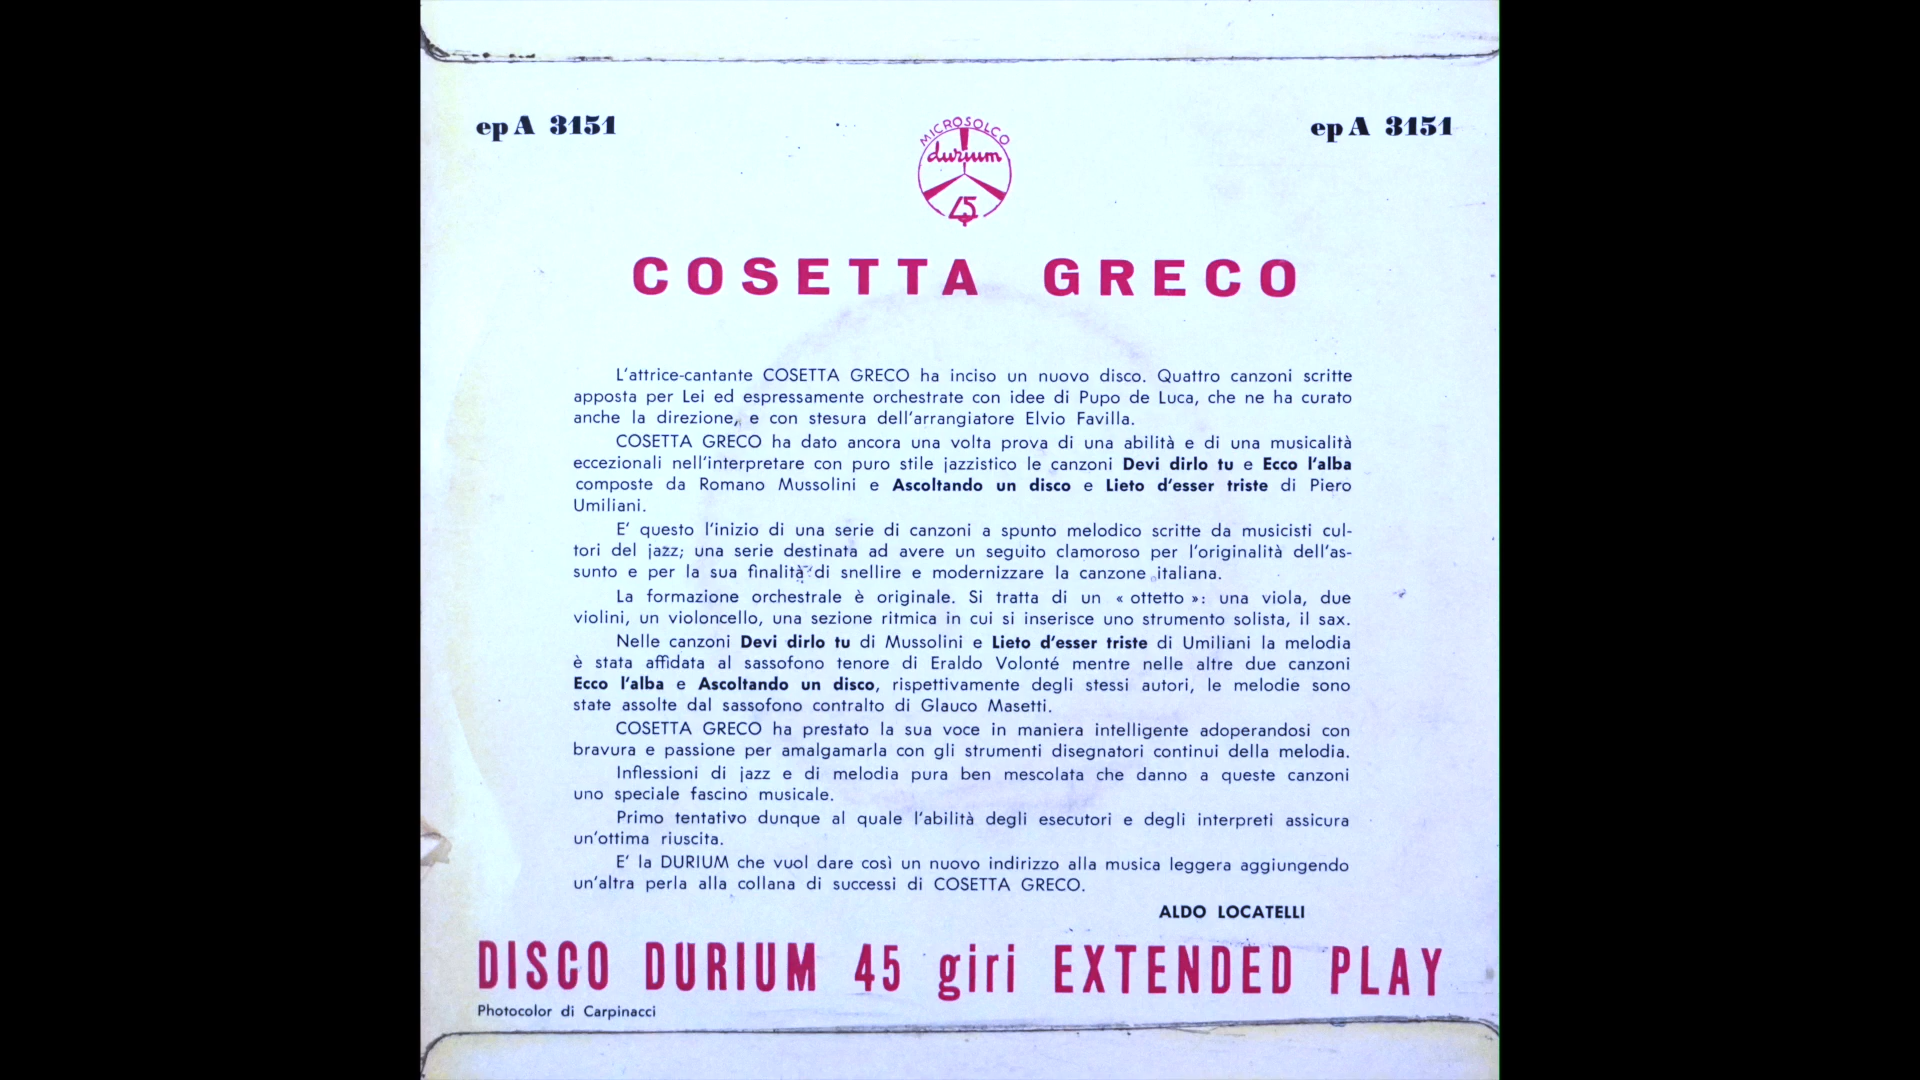 ep A 3151
MICROSOLCO
durium
45
ep A 3151
COSETTA GRECO
L'attrice-cantante COSETTA GRECO ha inciso un nuovo disco. Quattro canzoni scritte
apposta per Lei ed espressamente orchestrate con idee di Pupo de Luca, che ne ha curato
anche la direzione, e con stesura dell'arrangiatore Elvio Favilla.
COSETTA GRECO ha dato ancora una volta prova di una abilità e di una musicalità
eccezionali nell'interpretare con puro stile jazzistico le canzoni Devi dirlo tu e Ecco l'alba
composte da Romano Mussolini e Ascoltando un disco e Lieto d'esser triste di Piero
Umiliani.
E' questo l'inizio di una serie di canzoni a spunto melodico scritte da musicisti cul-
tori del jazz; una serie destinata ad avere un seguito clamoroso per l'originalità dell'as-
sunto e per la sua finalità di snellire e modernizzare la canzone italiana.
La formazione orchestrale è originale. Si tratta di un « ottetto »: una viola, due
violini, un violoncello, una sezione ritmica in cui si inserisce uno strumento solista, il sax.
Nelle canzoni Devi dirlo tu di Mussolini e Lieto d'esser triste di Umiliani la melodia
è stata affidata al sassofono tenore di Eraldo Volonté mentre nelle altre due canzoni
Ecco l'alba e Ascoltando un disco, rispettivamente degli stessi autori, le melodie sono
state assolte dal sassofono contralto di Glauco Masetti.
COSETTA GRECO ha prestato la sua voce in maniera intelligente adoperandosi con
bravura e passione per amalgamarla con gli strumenti disegnatori continui della melodia.
Inflessioni di jazz e di melodia pura ben mescolata che danno a queste canzoni
uno speciale fascino musicale.
Primo tentativo dunque al quale l'abilità degli esecutori e degli interpreti assicura
un'ottima riuscita.
E' la DURIUM che vuol dare così un nuovo indirizzo alla musica leggera aggiungendo
un'altra perla alla collana di successi di COSETTA GRECO.
ALDO LOCATELLI
DISCO DURIUM 45 giri EXTENDED PLAY
Photocolor di Carpinacci